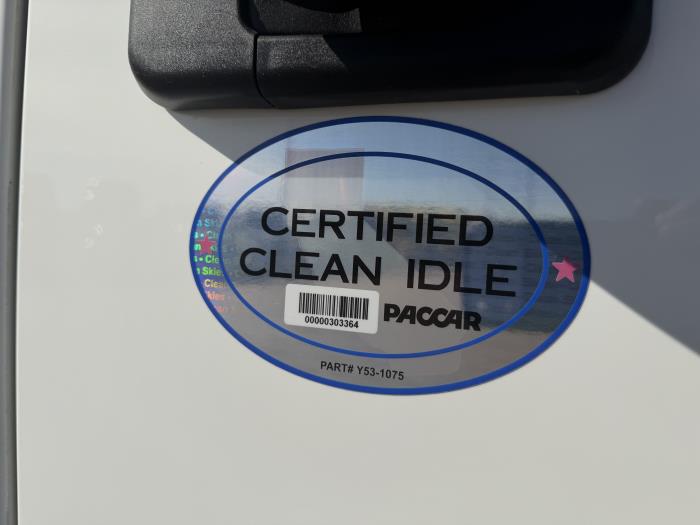 CERTIFIED
CLEAN IDLE
00000303364
PACCAR
PART# Y53-1075